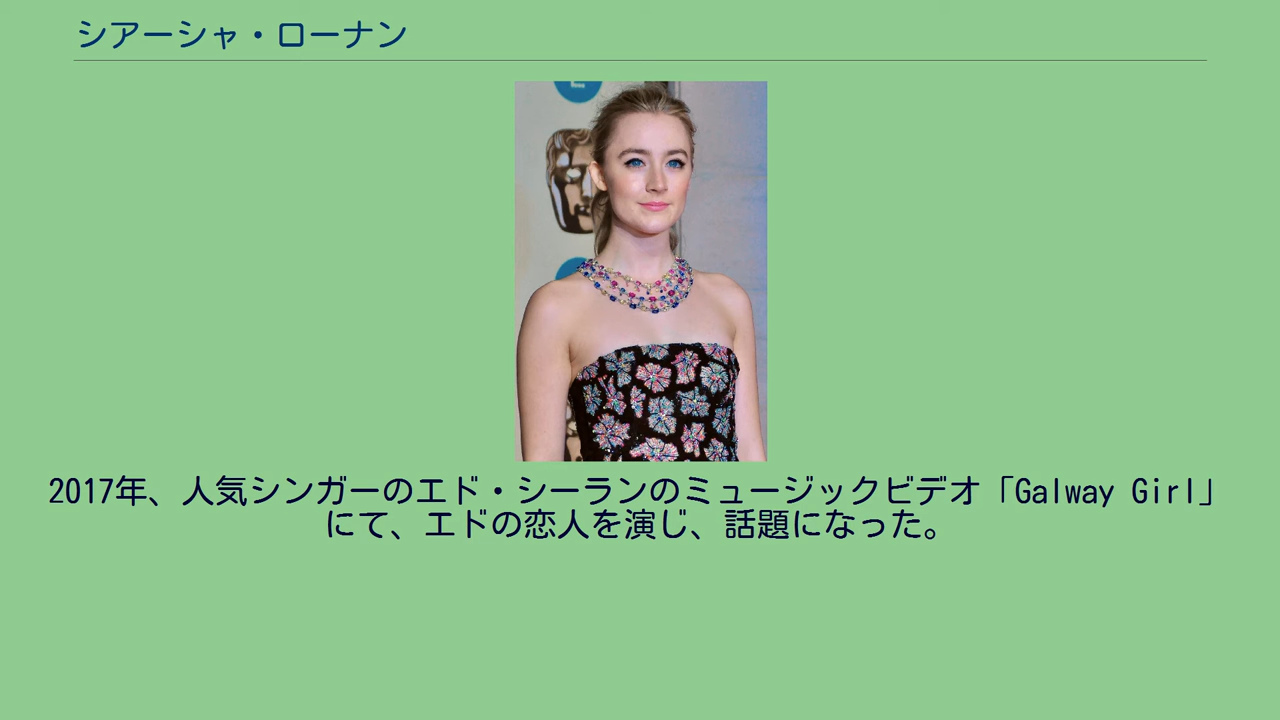 シアーシャ・ローナン
2017年、人気シンガーのエド・シーランのミュージックビデオ「Galway Girl」
にて、エドの恋人を演じ、話題になった。